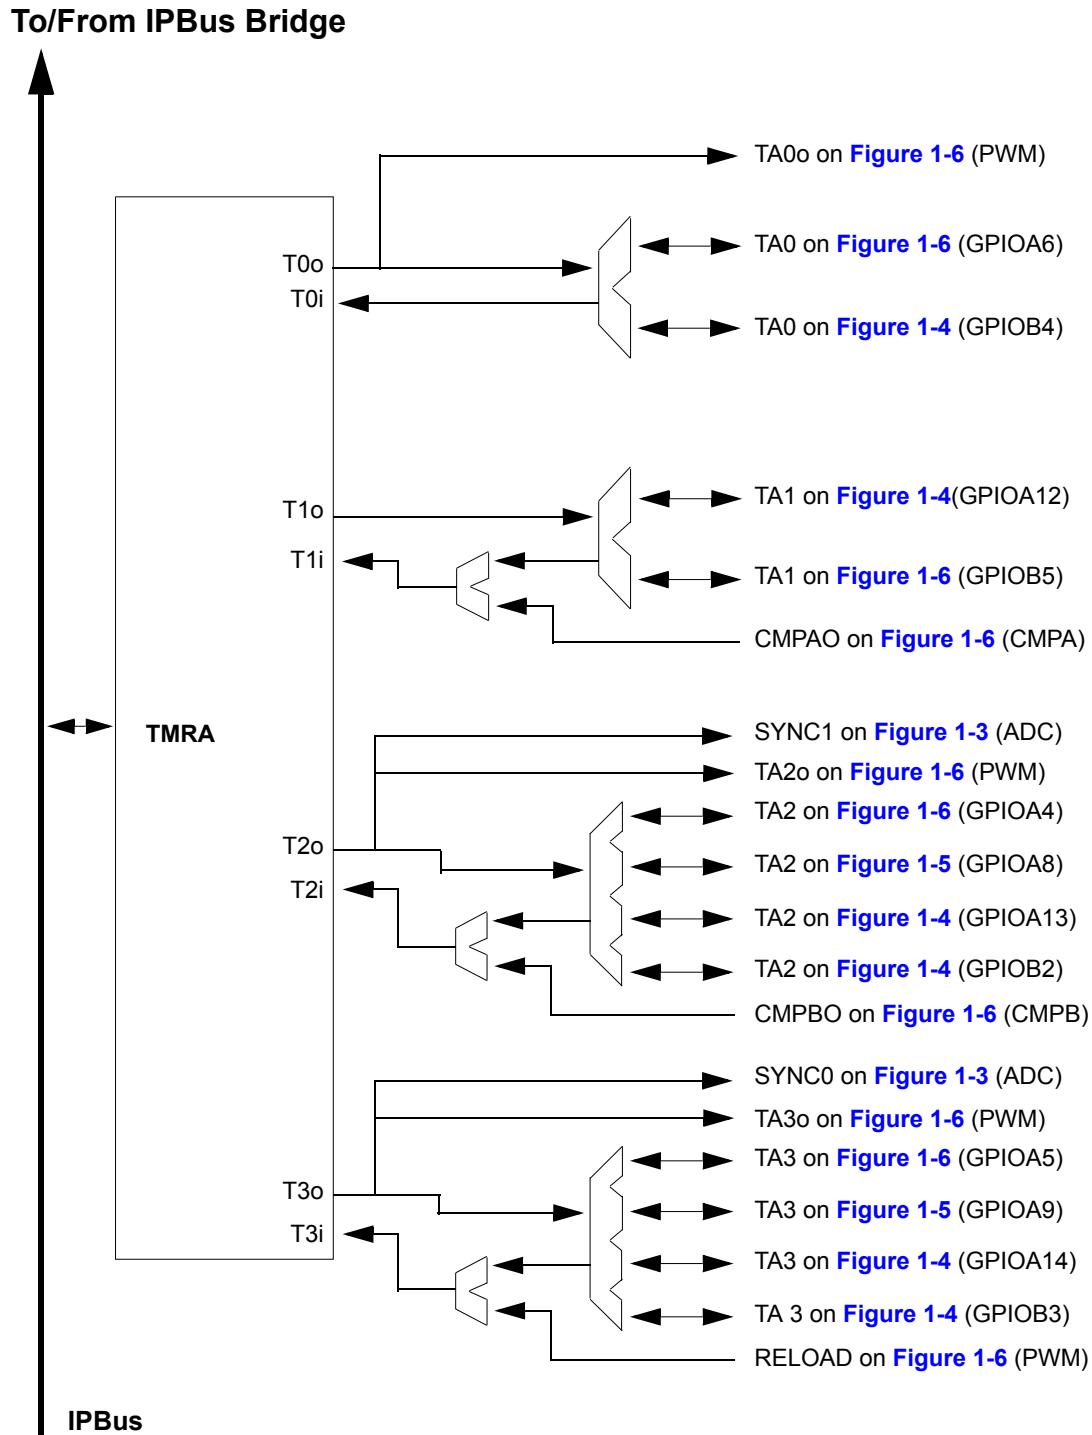 To/From IPBus Bridge
TA0o on Figure 1-6 (PWM)
TA0 on Figure 1-6 (GPIOA6)
T0o
T0i
TA0 on Figure 1-4 (GPIOB4)
TA1 on Figure 1-4(GPIOA12)
T1o
T1i
TA1 on Figure 1-6 (GPIOB5)
CMPAO on Figure 1-6 (CMPA)
TMRA
SYNC1 on Figure 1-3 (ADC)
TA2o on Figure 1-6 (PWM)
TA2 on Figure 1-6 (GPIOA4)
T2o
TA2 on Figure 1-5 (GPIOA8)
T2i
TA2 on Figure 1-4 (GPIOA13)
TA2 on Figure 1-4 (GPIOB2)
CMPBO on Figure 1-6 (CMPB)
SYNC0 on Figure 1-3 (ADC)
TA3o on Figure 1-6 (PWM)
TA3 on Figure 1-6 (GPIOA5)
T3o
TA3 on Figure 1-5 (GPIOA9)
T3i
TA3 on Figure 1-4 (GPIOA14)
TA 3 on Figure 1-4 (GPIOB3)
RELOAD on Figure 1-6 (PWM)
IPBus